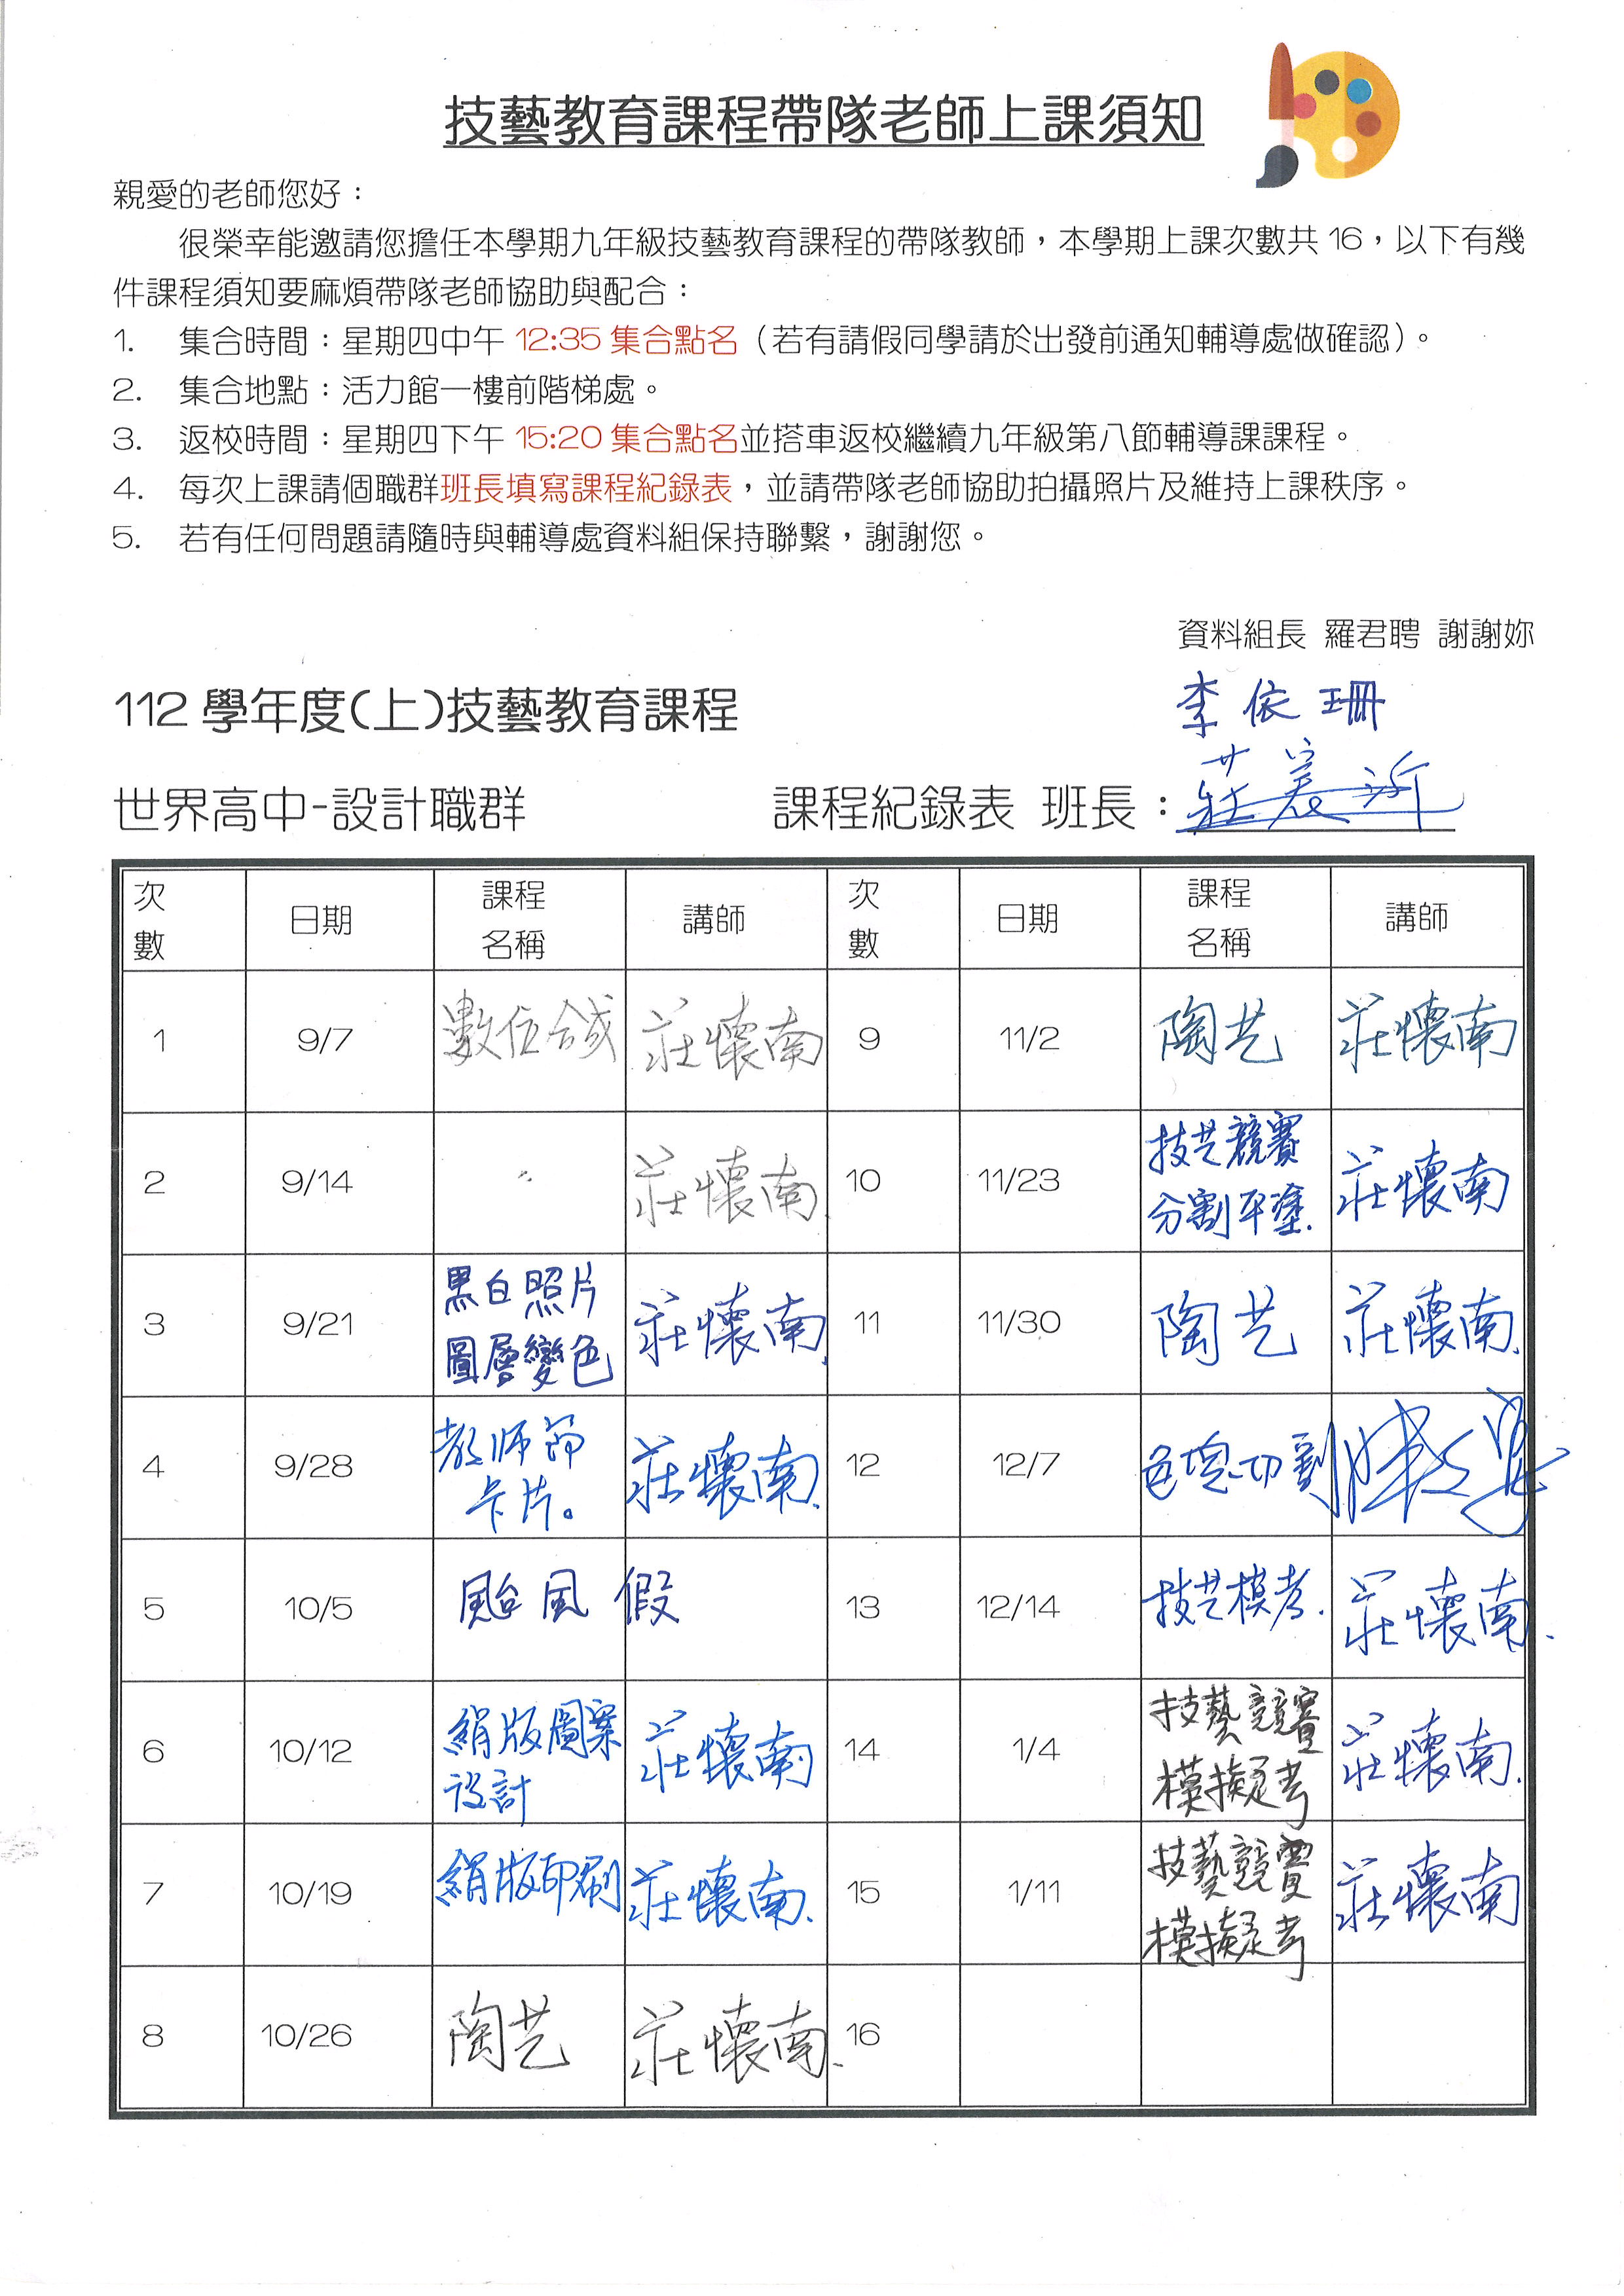 技藝教育課程帶隊老師上課須知
親愛的老師您好：
很榮幸能邀請您擔任本學期九年級技藝教育課程的帶隊教師，本學期上課次數共 16，以下有幾
件課程須知要麻煩帶隊老師協助與配合：
1. 集合時間：星期四中午 12:35 集合點名（若有請假同學請於出發前通知輔導處做確認）。
2. 集合地點：活力館一樓前階梯處。
3. 返校時間：星期四下午 15:20 集合點名並搭車返校繼續九年級第八節輔導課課程。
4. 每次上課請個職群班長填寫課程紀錄表，並請帶隊老師協助拍攝照片及維持上課秩序。
5. 若有任何問題請隨時與輔導處資料組保持聯繫，謝謝您。
資料組長 羅君聘 謝謝妳
112 學年度(上)技藝教育課程
李依珊
世界高中-設計職群 課程紀錄表 班長：莊
次數 日期 課程名稱 講師 次數 日期 課程名稱 講師
1 9/7 數位合成 莊懷南 9 11/2 陶艺 莊懷南
2 9/14 〃 莊懷南. 10 11/23 技艺競賽
分割平塗. 莊懷南
3 9/21 黑白照片
圖層變色 莊懷南. 11 11/30 陶艺 莊懷南.
4 9/28 教師節
卡片。 莊懷南. 12 12/7 色塊切割
5 10/5 颱風假 13 12/14 技艺模考. 莊懷南.
6 10/12 絹版圖案
設計 莊懷南 14 1/4 技藝競賽
模擬考 莊懷南.
7 10/19 絹版印刷 莊懷南. 15 1/11 技藝競賽
模擬考 莊懷南
8 10/26 陶艺 莊懷南. 16